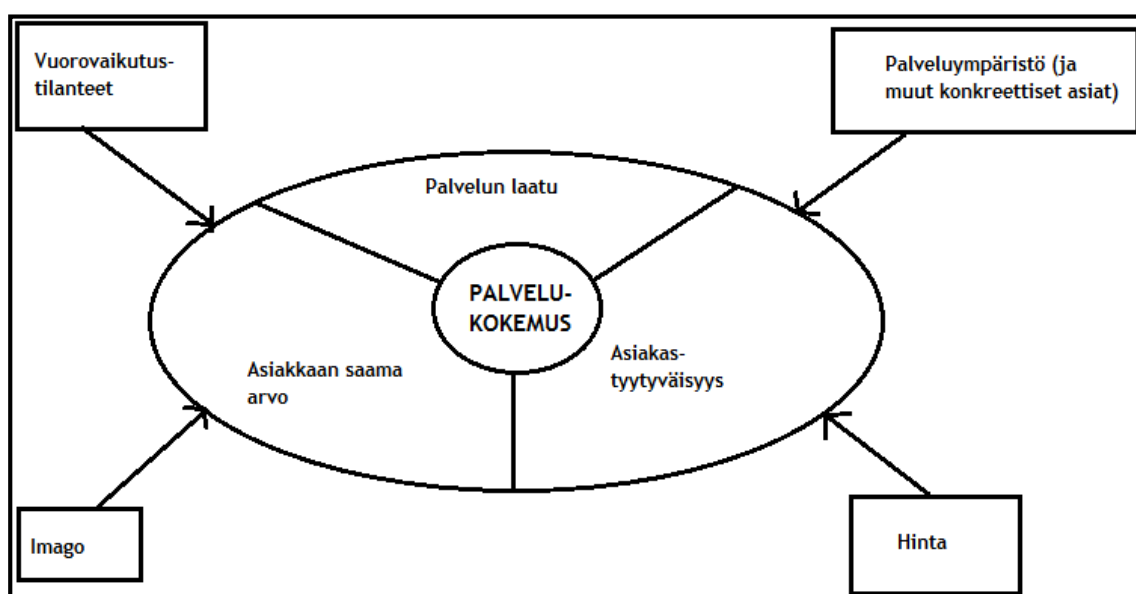 Vuorovaikutus-
tilanteet
Palveluympäristö (ja
muut konkreettiset asiat)
Palvelun laatu
PALVELU-
KOKEMUS
Asiakkaan saama
arvo
Asiakas-
tyytyväisyys
Imago
Hinta